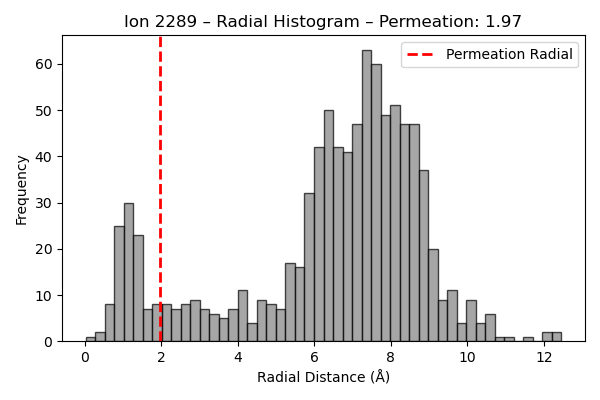 Ion 2289 – Radial Histogram – Permeation: 1.97
Permeation Radial
Frequency
60
50
40
30
20
10
0
0 2 4 6 8 10 12
Radial Distance (Å)